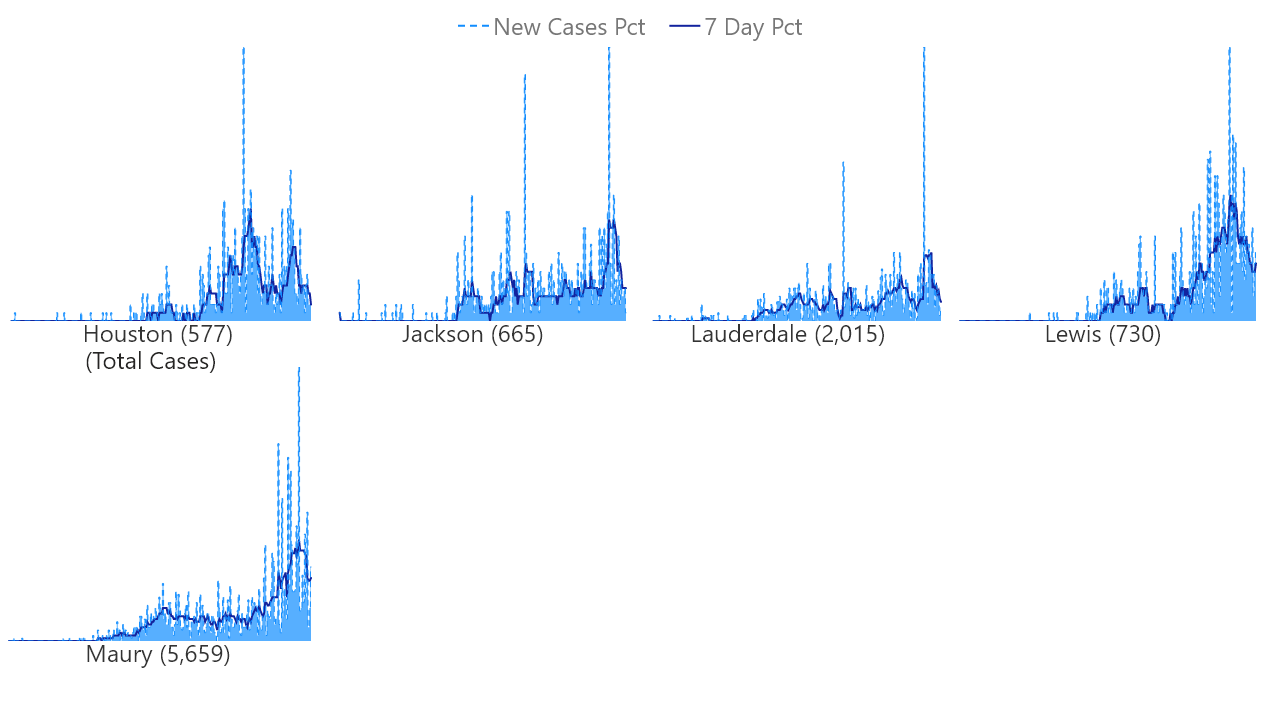 New Cases Pct 7 Day Pct
Houston (577)
(Total Cases)
Jackson (665)
Lauderdale (2,015)
Lewis (730)
Maury (5,659)